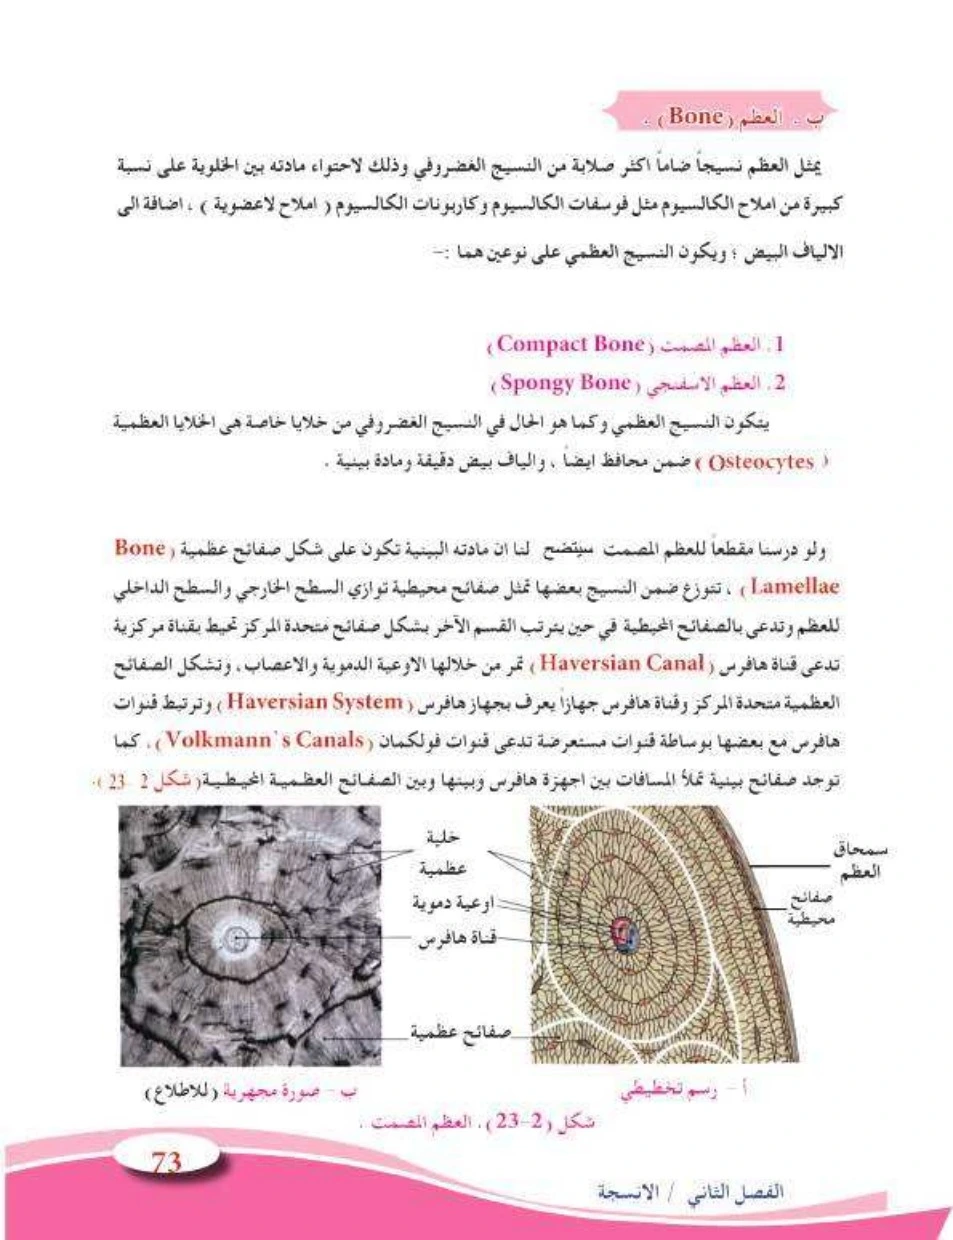 ب . العظم (Bone) .
يمثل العظم نسيجاً ضاماً اكثر صلابة من النسيج الغضروفي وذلك لاحتواء مادته بين الخلوية على نسبة
كبيرة من املاح الكالسيوم مثل فوسفات الكالسيوم وكاربونات الكالسيوم ( املاح لاعضوية ) ، اضافة الى
الالياف البيض ؛ ويكون النسيج العظمي على نوعين هما :-
1. العظم المصمت (Compact Bone)
2. العظم الاسفنجي (Spongy Bone)
يتكون النسيج العظمي وكما هو الحال في النسيج الغضروفي من خلايا خاصة هى الخلايا العظمية
( Osteocytes ) ضمن محافظ ايضاً ، والياف بيض دقيقة ومادة بينية .
ولو درسنا مقطعاً للعظم المصمت سيتضح لنا ان مادته البينية تكون على شكل صفائح عظمية ( Bone
Lamellae ) ، تتوزع ضمن النسيج بعضها تمثل صفائح محيطية توازي السطح الخارجي والسطح الداخلي
للعظم وتدعى بالصفائح المحيطية في حين يترتب القسم الآخر بشكل صفائح متحدة المركز تحيط بقناة مركزية
تدعى قناة هافرس ( Haversian Canal ) تمر من خلالها الاوعية الدموية والاعصاب، وتشكل الصفائح
العظمية متحدة المركز وقناة هافرس جهازاً يعرف بجهاز هافرس ( Haversian System ) وترتبط قنوات
هافرس مع بعضها بوساطة قنوات مستعرضة تدعى قنوات فولكمان (Volkmann`s Canals) ، كما
توجد صفائح بينية تملأ المسافات بين اجهزة هافرس وبينها وبين الصفائح العظمية المحيطية ( شكل 2-23 ).
سمحاق
العظم
صفائح
محيطية
خلية
عظمية
اوعية دموية
قناة هافرس
صفائح عظمية
أ - رسم تخطيطي
ب - صورة مجهرية (للاطلاع)
شكل (2-23) . العظم المصمت .
73
الفصل الثاني / الانسجة